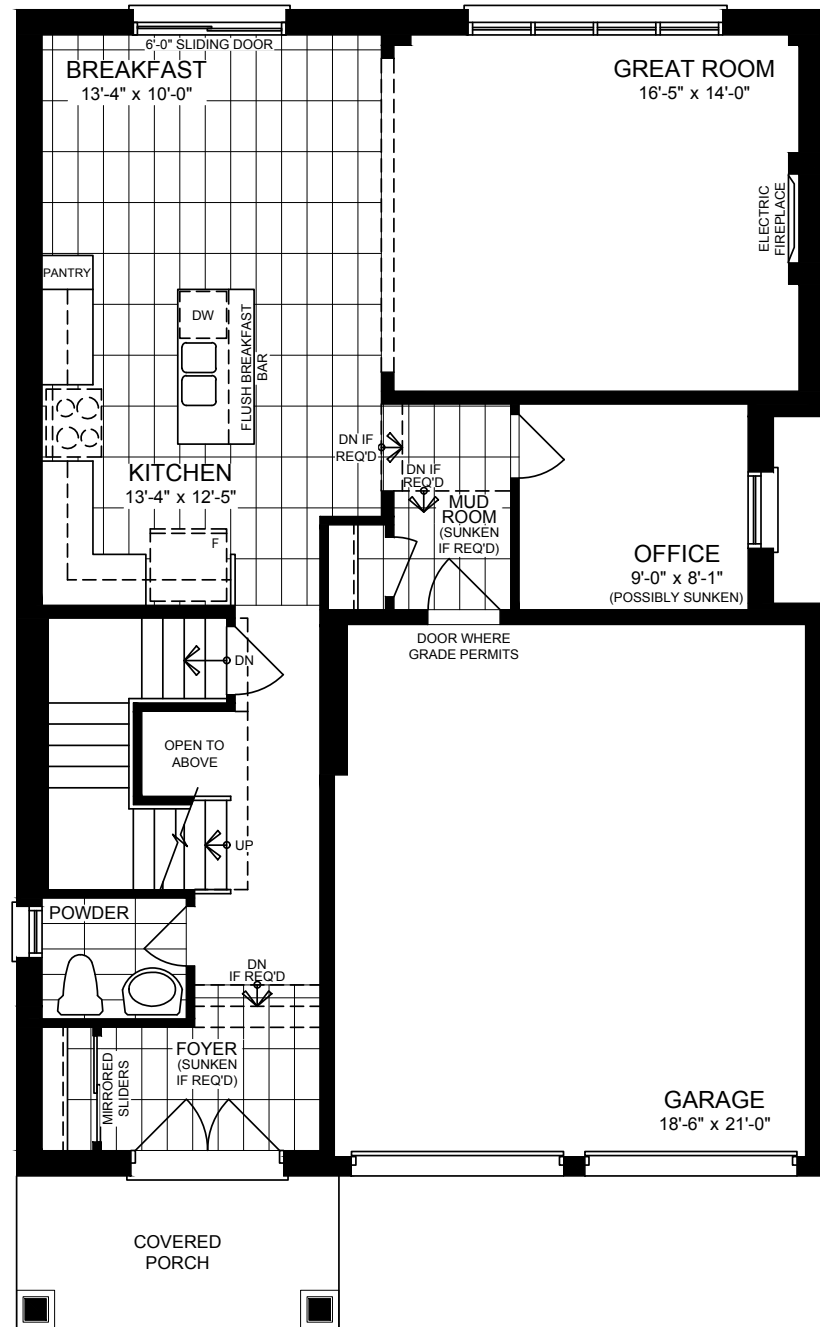 6'-0" SLIDING DOOR
BREAKFAST
13'-4" x 10'-0"
GREAT ROOM
16'-5" x 14'-0"
ELECTRIC
FIREPLACE
PANTRY
DW
FLUSH BREAKFAST
BAR
KITCHEN
13'-4" x 12'-5"
F
DN IF
REQ'D
DN IF
REQ'D
MUD
ROOM
(SUNKEN
IF REQ'D)
OFFICE
9'-0" x 8'-1"
(POSSIBLY SUNKEN)
DOOR WHERE
GRADE PERMITS
DN
OPEN TO
ABOVE
UP
POWDER
DN
IF REQ'D
FOYER
(SUNKEN
IF REQ'D)
MIRRORED
SLIDERS
GARAGE
18'-6" x 21'-0"
COVERED
PORCH